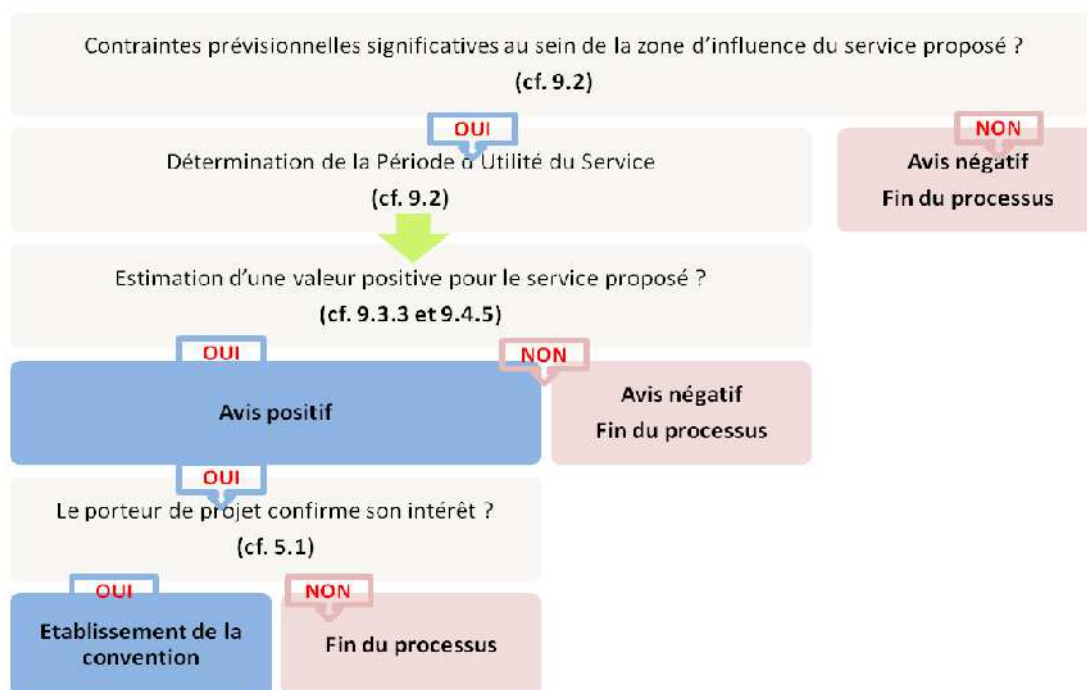 Contraintes prévisionnelles significatives au sein de la zone d'influence du service proposé ?
(cf. 9.2)
OUI
NON
Détermination de la Période d'Utilité du Service
(cf. 9.2)
Avis négatif
Fin du processus
Estimation d'une valeur positive pour le service proposé ?
(cf. 9.3.3 et 9.4.5)
OUI
NON
Avis positif
Avis négatif
Fin du processus
OUI
Le porteur de projet confirme son intérêt ?
(cf. 5.1)
OUI
NON
Etablissement de la
convention
Fin du processus